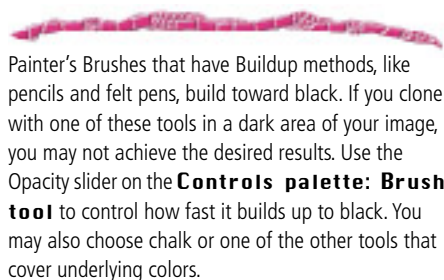 Painter's Brushes that have Buildup methods, like
pencils and felt pens, build toward black. If you clone
with one of these tools in a dark area of your image,
you may not achieve the desired results. Use the
Opacity slider on the Controls palette: Brush
tool to control how fast it builds up to black. You
may also choose chalk or one of the other tools that
cover underlying colors.